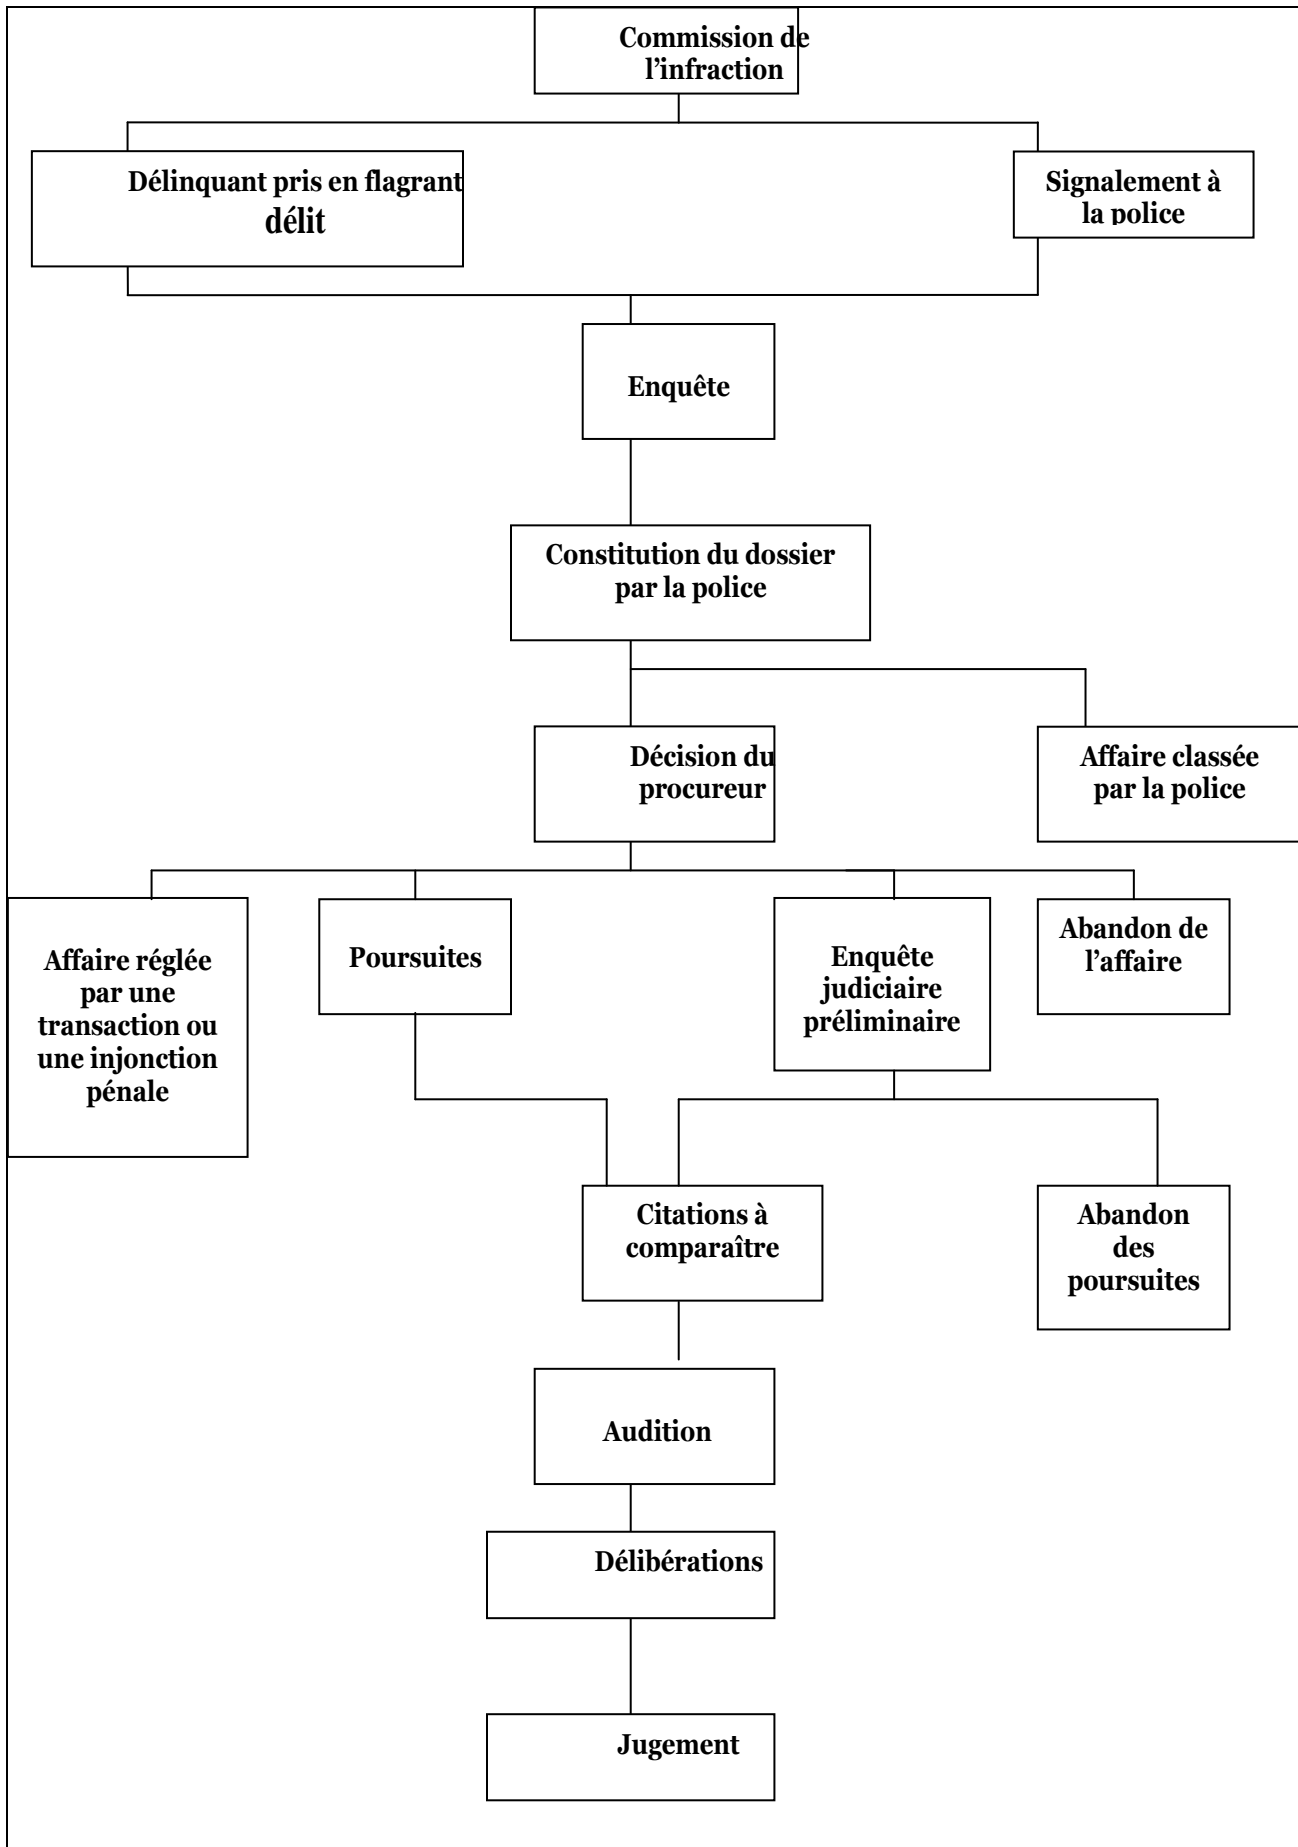 Commission de
l’infraction
Délinquant pris en flagrant
délit
Signalement à
la police
Enquête
Constitution du dossier
par la police
Décision du
procureur
Affaire classée
par la police
Affaire réglée
par une
transaction ou
une injonction
pénale
Poursuites
Enquête
judiciaire
préliminaire
Abandon de
l’affaire
Citations à
comparaître
Abandon
des
poursuites
Audition
Délibérations
Jugement